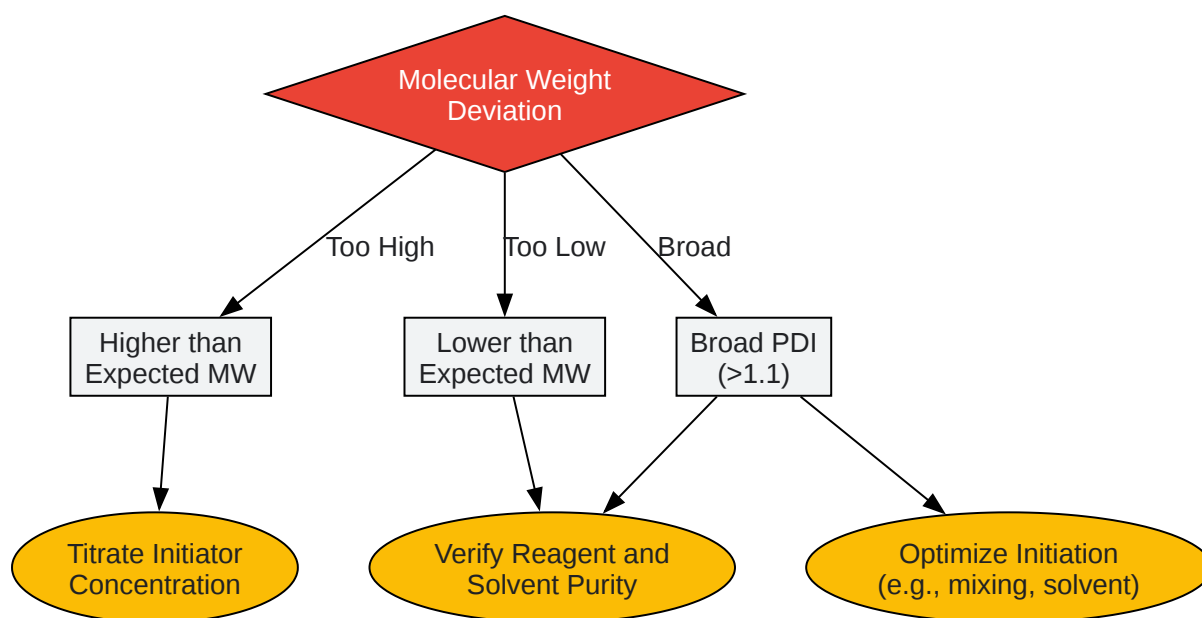 Molecular Weight
Deviation
Too High
Too Low
Broad
Higher than
Expected MW
Lower than
Expected MW
Broad PDI
(>1.1)
Titrate Initiator
Concentration
Verify Reagent and
Solvent Purity
Optimize Initiation
(e.g., mixing, solvent)